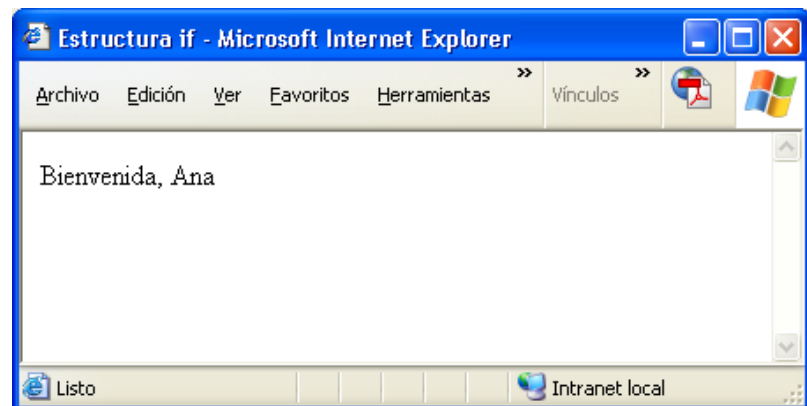 Estructura if - Microsoft Internet Explorer
Archivo Edición Ver Favoritos Herramientas » Vínculos »
Bienvenida, Ana
Listo Intranet local